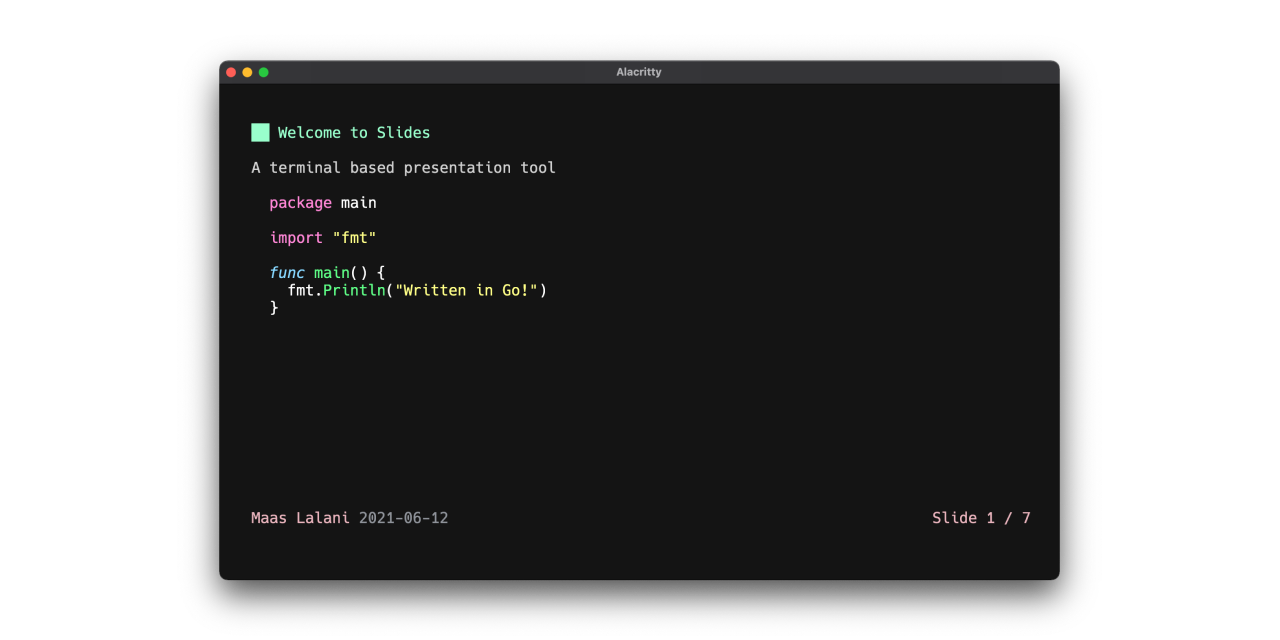 Alacritty
Welcome to Slides
A terminal based presentation tool
package main
import "fmt"
func main() {
  fmt.Println("Written in Go!")
}
Maas Lalani 2021-06-12
Slide 1 / 7